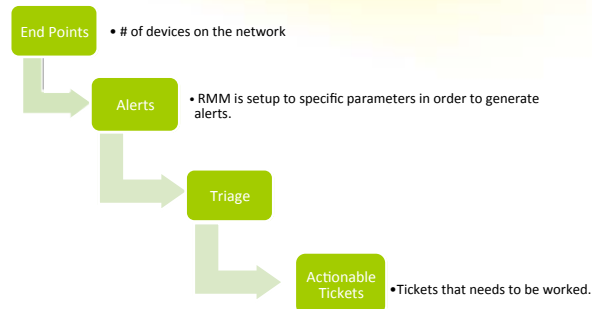 End Points
• # of devices on the network
Alerts
• RMM is setup to specific parameters in order to generate
alerts.
Triage
Actionable
Tickets
•Tickets that needs to be worked.